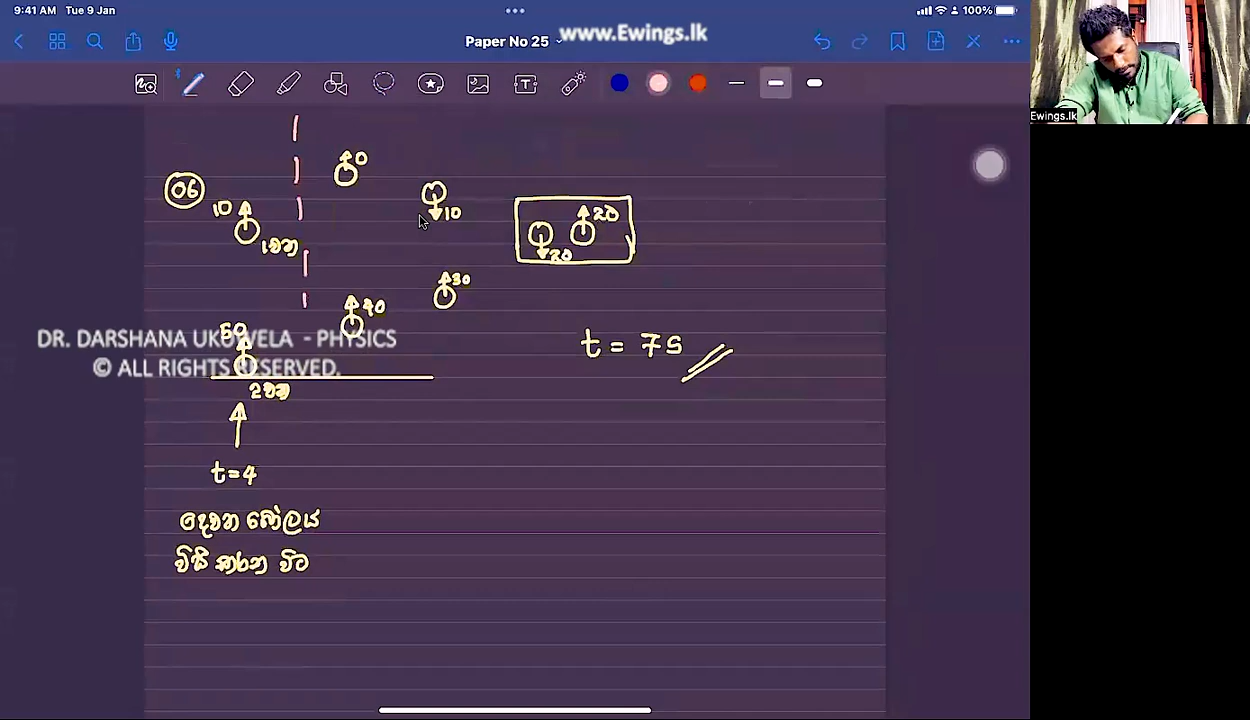 9:41 AM Tue 9 Jan
100%
Paper No 25
www.Ewings.lk
Ewings.lk
06
0
10
10
1වන
20
20
30
40
50
t = 7s
DR. DARSHANA UKUWELA - PHYSICS
© ALL RIGHTS RESERVED.
2වන
t=4
දෙවන බෝලය
විසි කරන විට